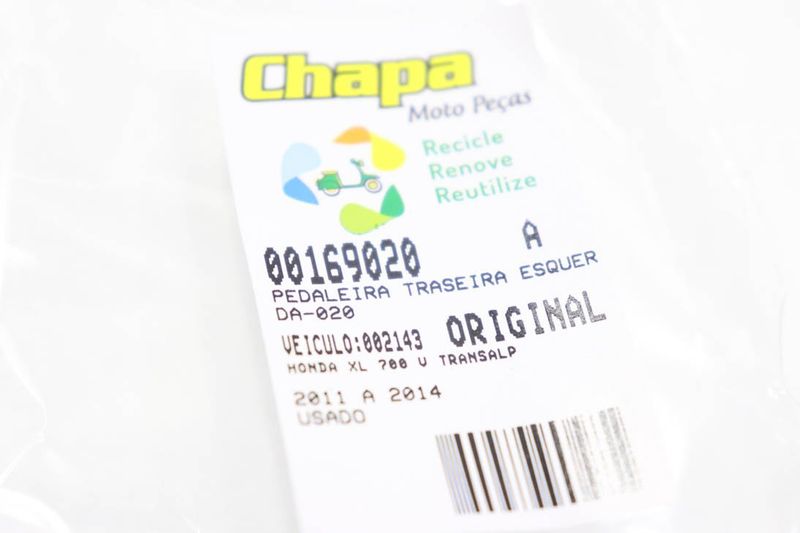 Chapa
Moto Peças
Recicle
Renove
Reutilize
00169020 A
PEDALEIRA TRASEIRA ESQUER
DA-020
VEICULO:002143 ORIGINAL
HONDA XL 700 V TRANSALP
2011 A 2014
USADO